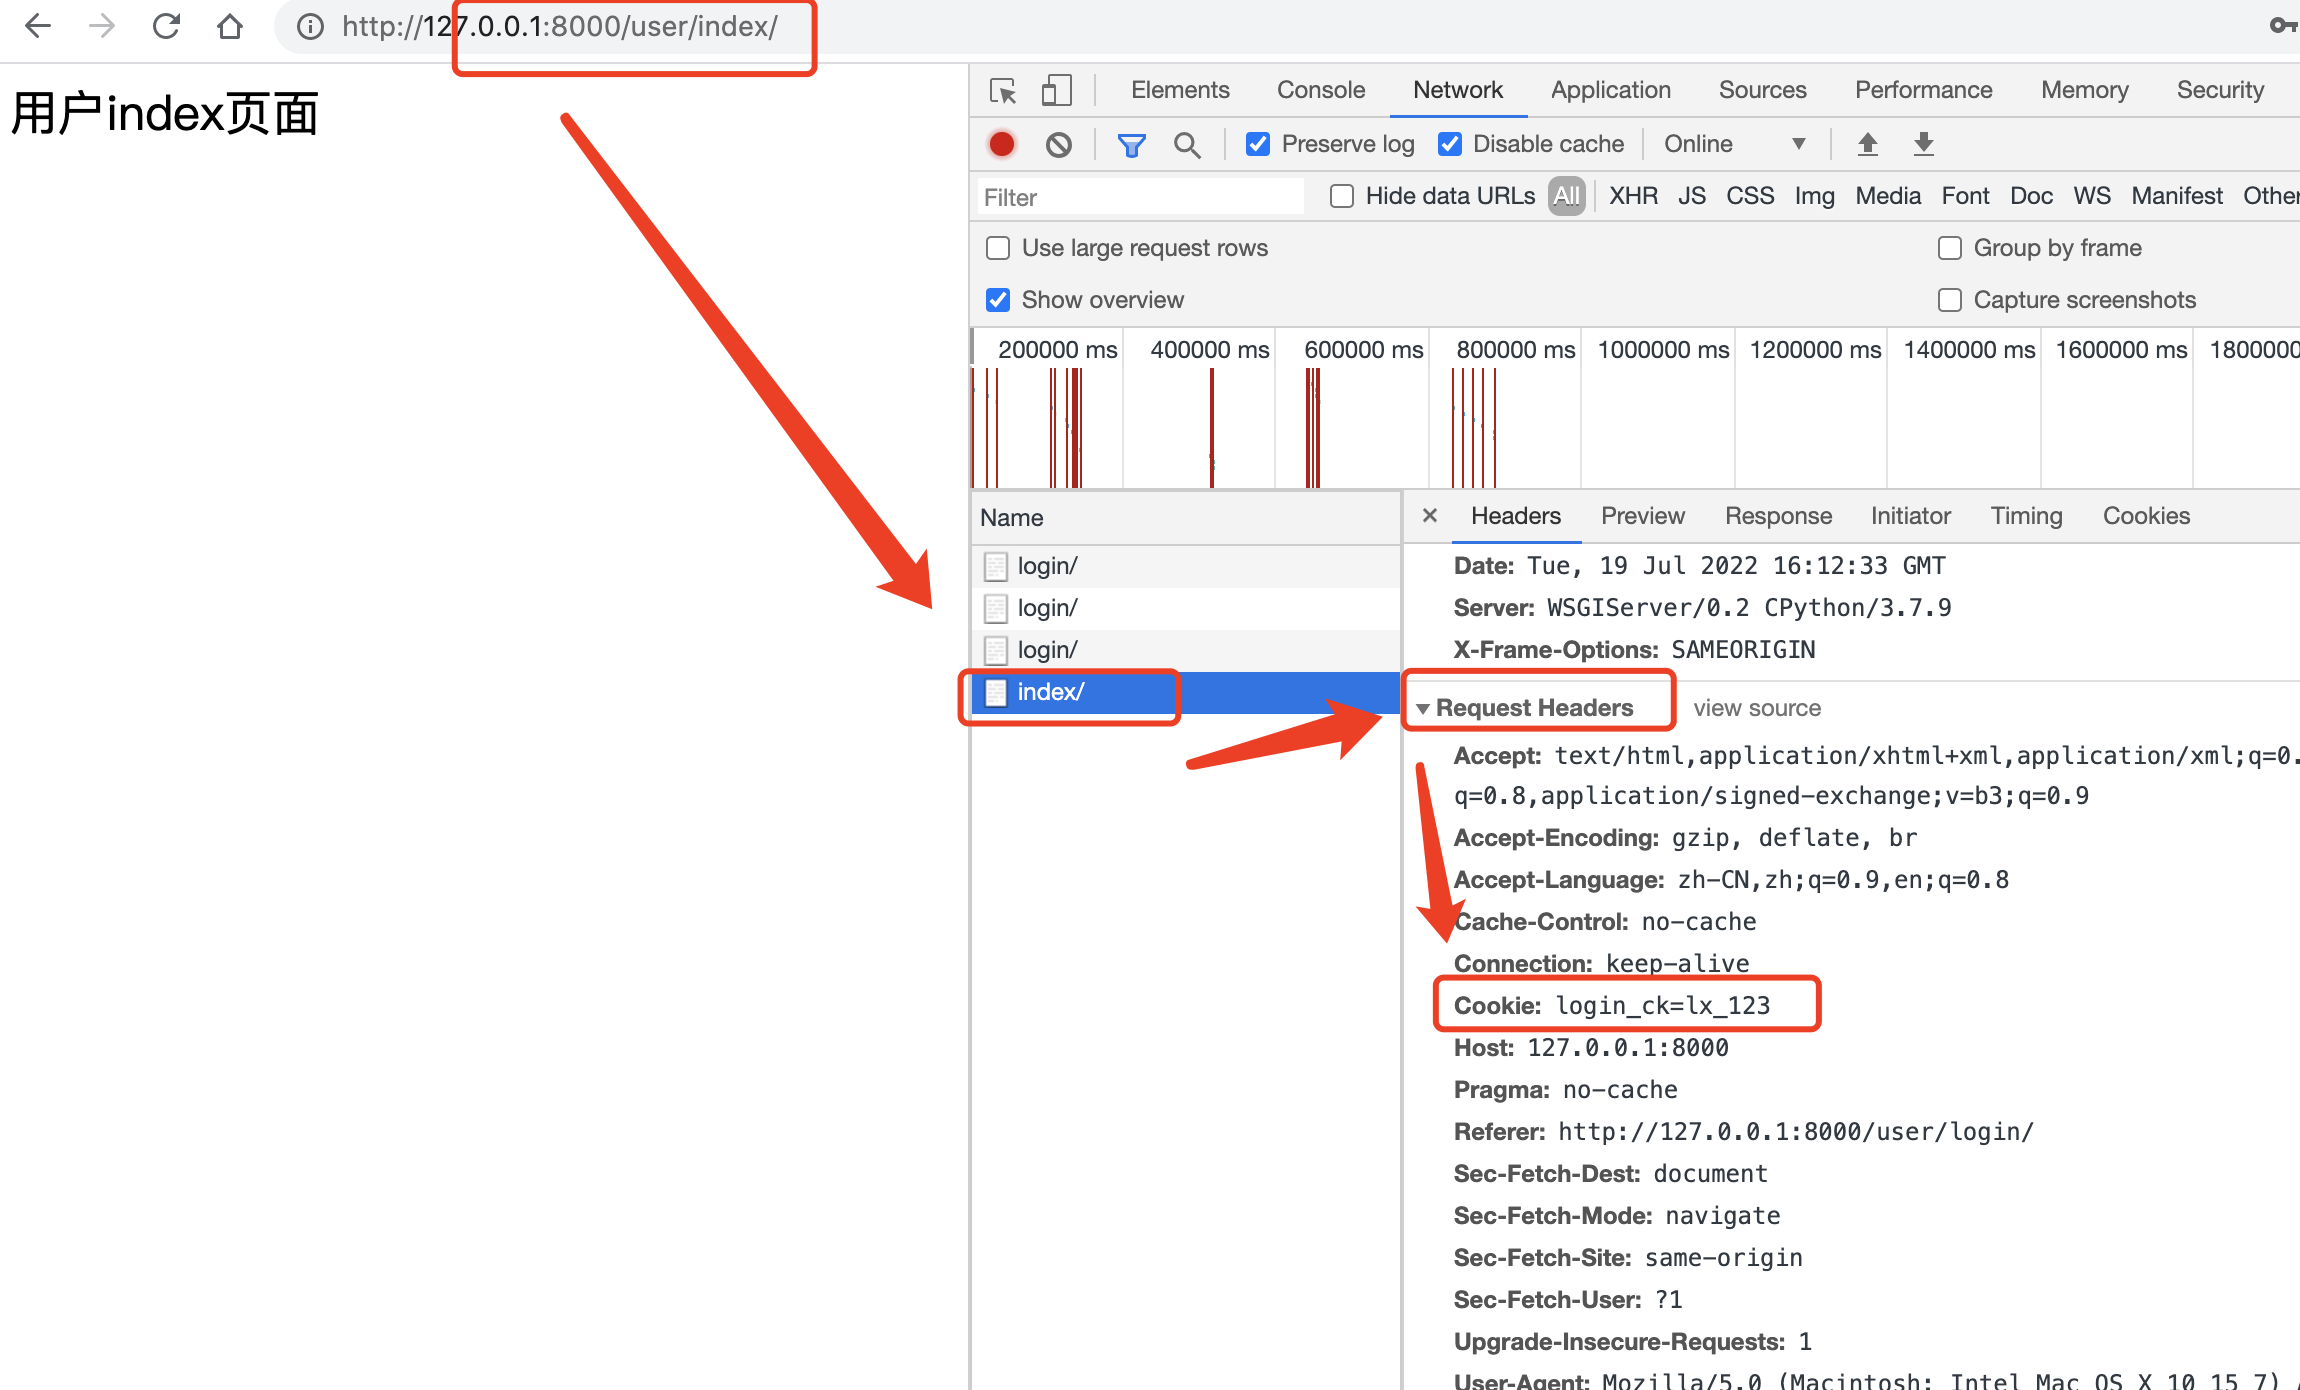 http://127.0.0.1:8000/user/index/
用户index页面
Elements Console Network Application Sources Performance Memory Security
Preserve log Disable cache Online
Filter Hide data URLs All XHR JS CSS Img Media Font Doc WS Manifest Other
Use large request rows Group by frame
Show overview Capture screenshots
200000 ms 400000 ms 600000 ms 800000 ms 1000000 ms 1200000 ms 1400000 ms 1600000 ms 1800000
Name
login/
login/
login/
index/
× Headers Preview Response Initiator Timing Cookies
Date: Tue, 19 Jul 2022 16:12:33 GMT
Server: WSGIServer/0.2 CPython/3.7.9
X-Frame-Options: SAMEORIGIN
Request Headers view source
Accept: text/html,application/xhtml+xml,application/xml;q=0.
q=0.8,application/signed-exchange;v=b3;q=0.9
Accept-Encoding: gzip, deflate, br
Accept-Language: zh-CN,zh;q=0.9,en;q=0.8
Cache-Control: no-cache
Connection: keep-alive
Cookie: login_ck=lx_123
Host: 127.0.0.1:8000
Pragma: no-cache
Referer: http://127.0.0.1:8000/user/login/
Sec-Fetch-Dest: document
Sec-Fetch-Mode: navigate
Sec-Fetch-Site: same-origin
Sec-Fetch-User: ?1
Upgrade-Insecure-Requests: 1
User-Agent: Mozilla/5.0 (Macintosh; Intel Mac OS X 10_15_7)